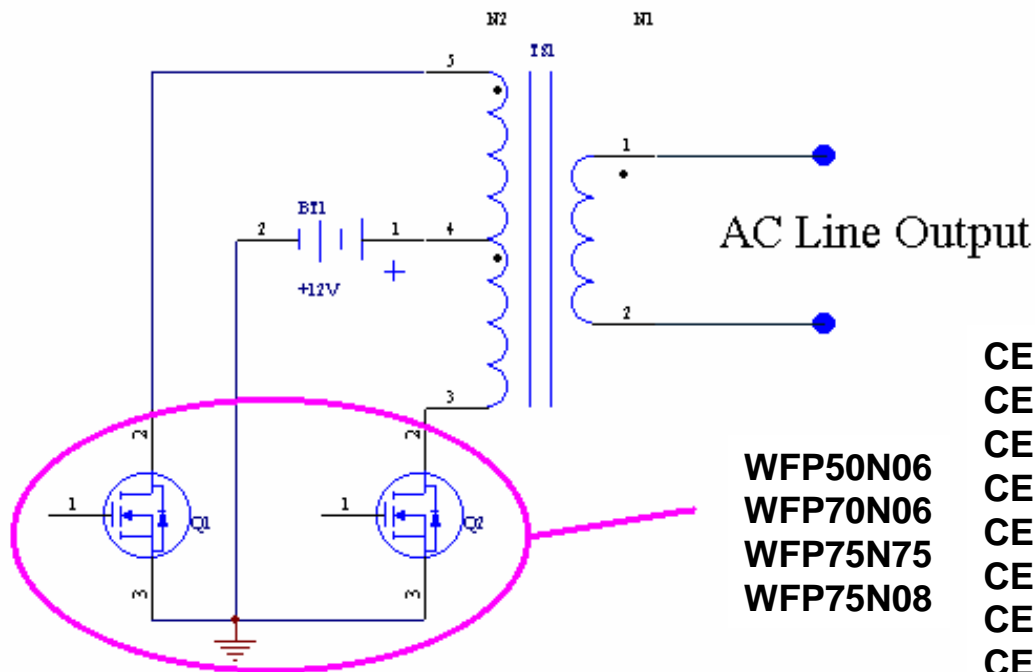 N2 N1
TS1
5
1
BT1
2 1 4
+
+12V
AC Line Output
2
3
CE
CE
CE
CE
CE
CE
CE
CE
2 2
WFP50N06
WFP70N06
WFP75N75
WFP75N08
1 Q1 1 Q2
3 3